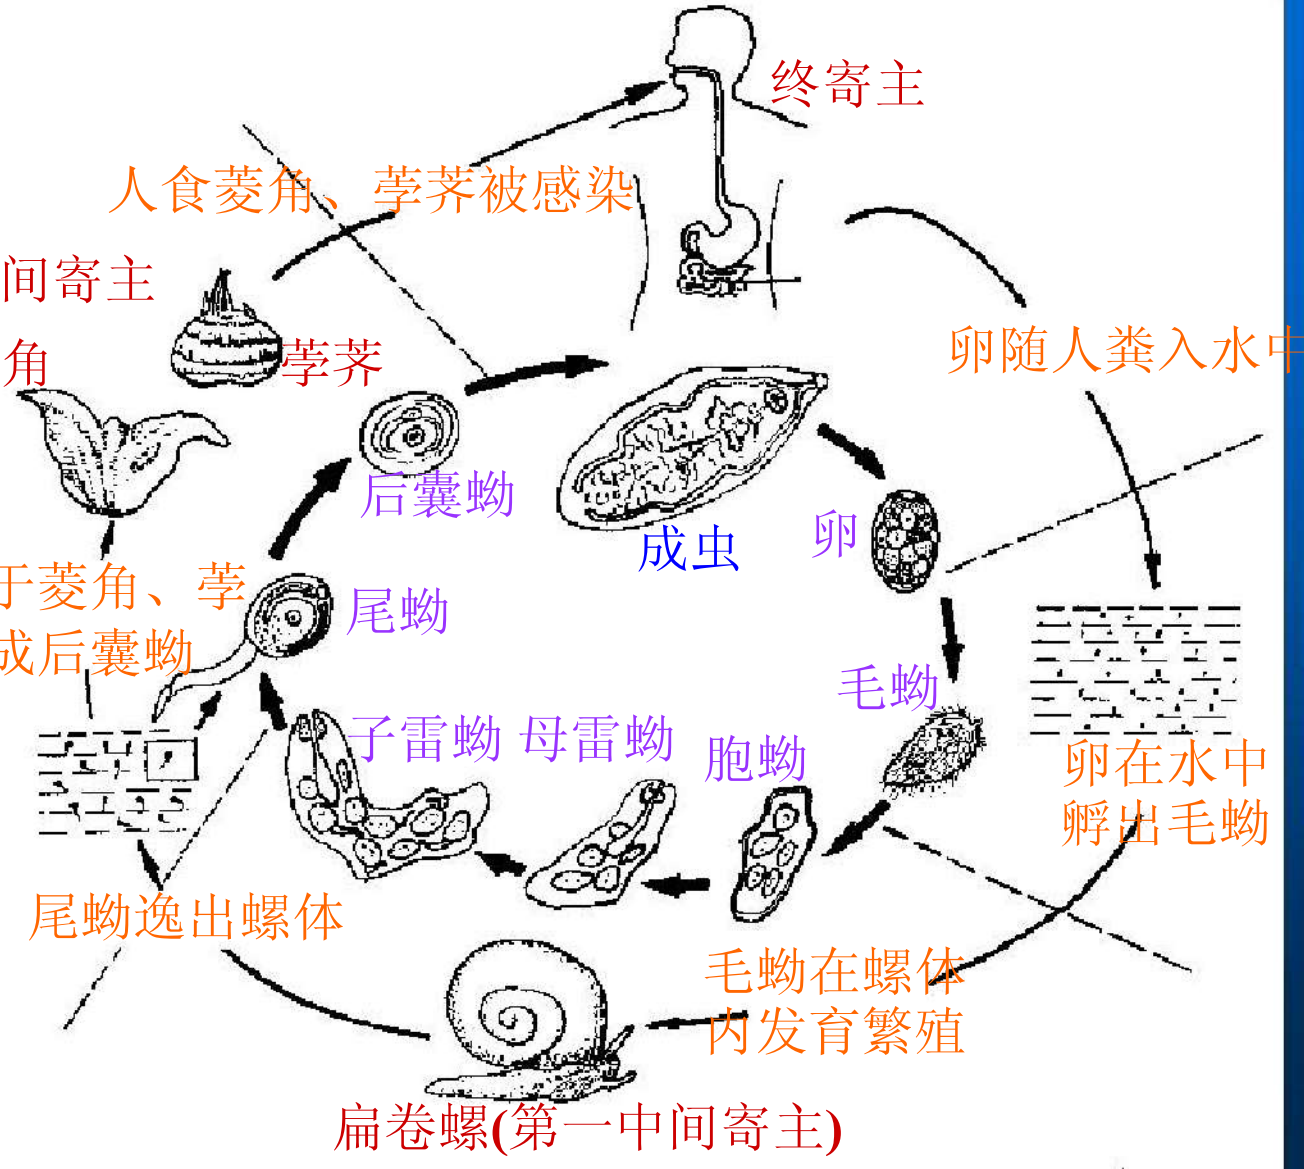 终寄主
人食菱角、荸荠被感染
间寄主
角
荸荠
卵随人粪入水中
后囊蚴
成虫
卵
于菱角、荸
成后囊蚴
尾蚴
毛蚴
子雷蚴
母雷蚴
胞蚴
卵在水中
孵出毛蚴
尾蚴逸出螺体
毛蚴在螺体
内发育繁殖
扁卷螺(第一中间寄主)